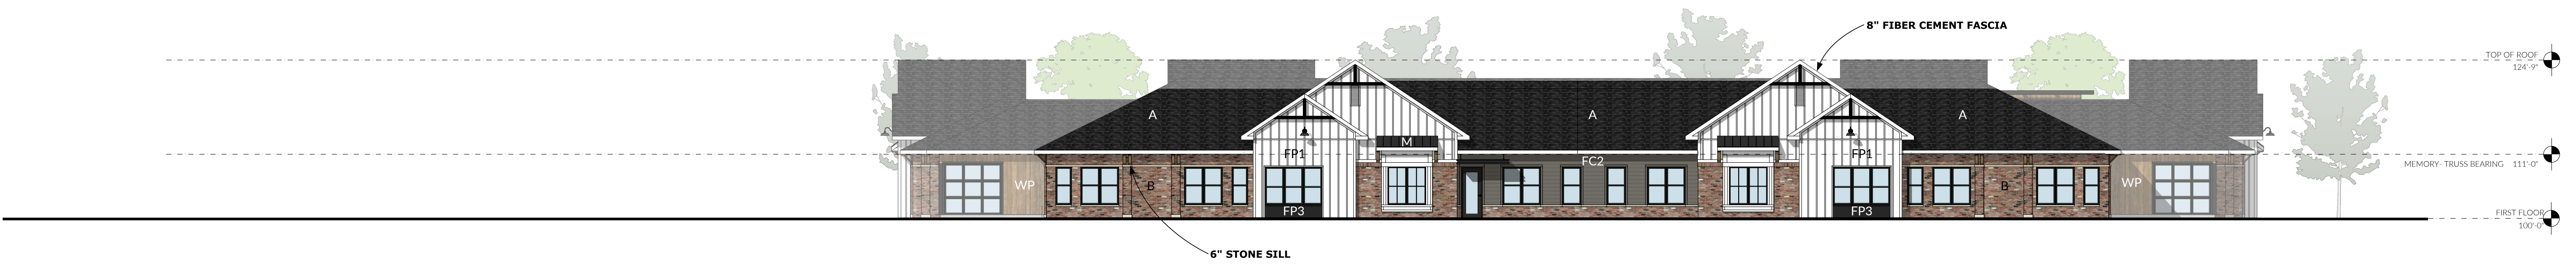 8" FIBER CEMENT FASCIA
TOP OF ROOF
124'-9"
A
A
A
M
FP1
FP1
FC2
MEMORY- TRUSS BEARING 111'-0"
WP
B
B
WP
FP3
FP3
FIRST FLOOR
100'-0"
6" STONE SILL